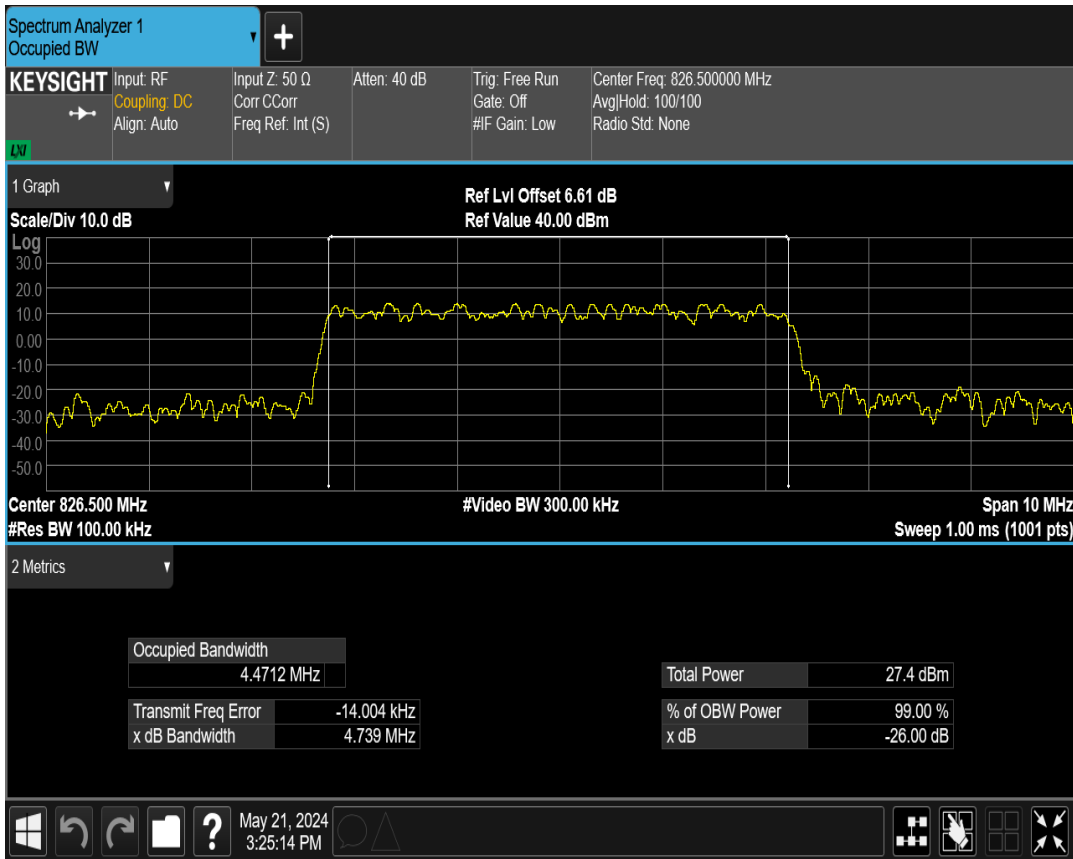 Spectrum Analyzer 1
Occupied BW
KEYSIGHT
LXI
Input: RF
Coupling: DC
Align: Auto
Input Z: 50 Ω
Corr CCorr
Freq Ref: Int (S)
Atten: 40 dB
Trig: Free Run
Gate: Off
#IF Gain: Low
Center Freq: 826.500000 MHz
Avg|Hold: 100/100
Radio Std: None
1 Graph
Scale/Div 10.0 dB
Ref Lvl Offset 6.61 dB
Ref Value 40.00 dBm
Log
30.0
20.0
10.0
0.00
-10.0
-20.0
-30.0
-40.0
-50.0
Center 826.500 MHz
#Res BW 100.00 kHz
#Video BW 300.00 kHz
Span 10 MHz
Sweep 1.00 ms (1001 pts)
2 Metrics
Occupied Bandwidth
4.4712 MHz
Transmit Freq Error -14.004 kHz
x dB Bandwidth 4.739 MHz
Total Power 27.4 dBm
% of OBW Power 99.00 %
x dB -26.00 dB
May 21, 2024
3:25:14 PM